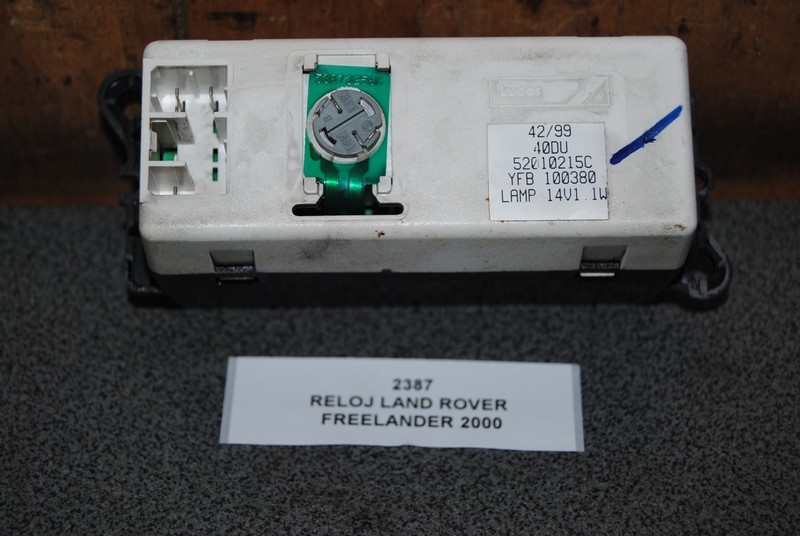 Lucas
42/99
40DU
52010215C
YFB 100380
LAMP 14V1.1W
2387
RELOJ LAND ROVER
FREELANDER 2000